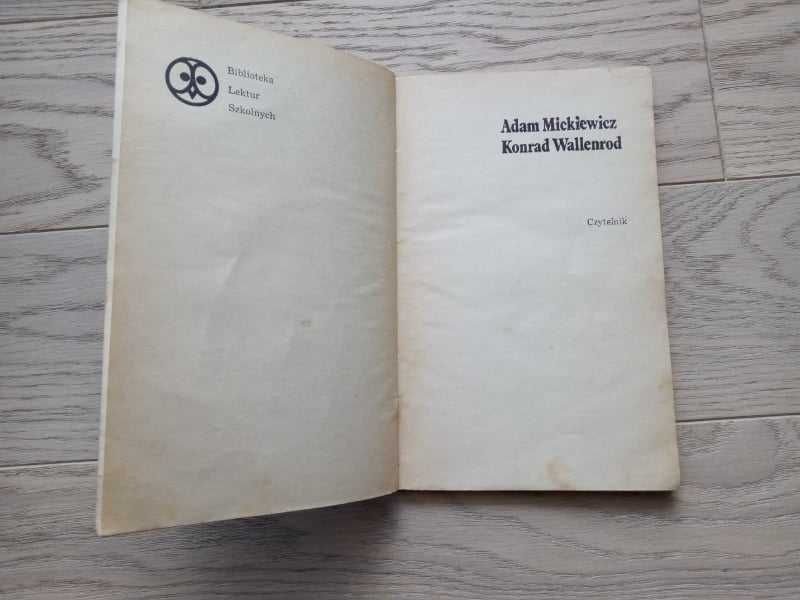 Biblioteka
Lektur
Szkolnych
Adam Mickiewicz
Konrad Wallenrod
Czytelnik